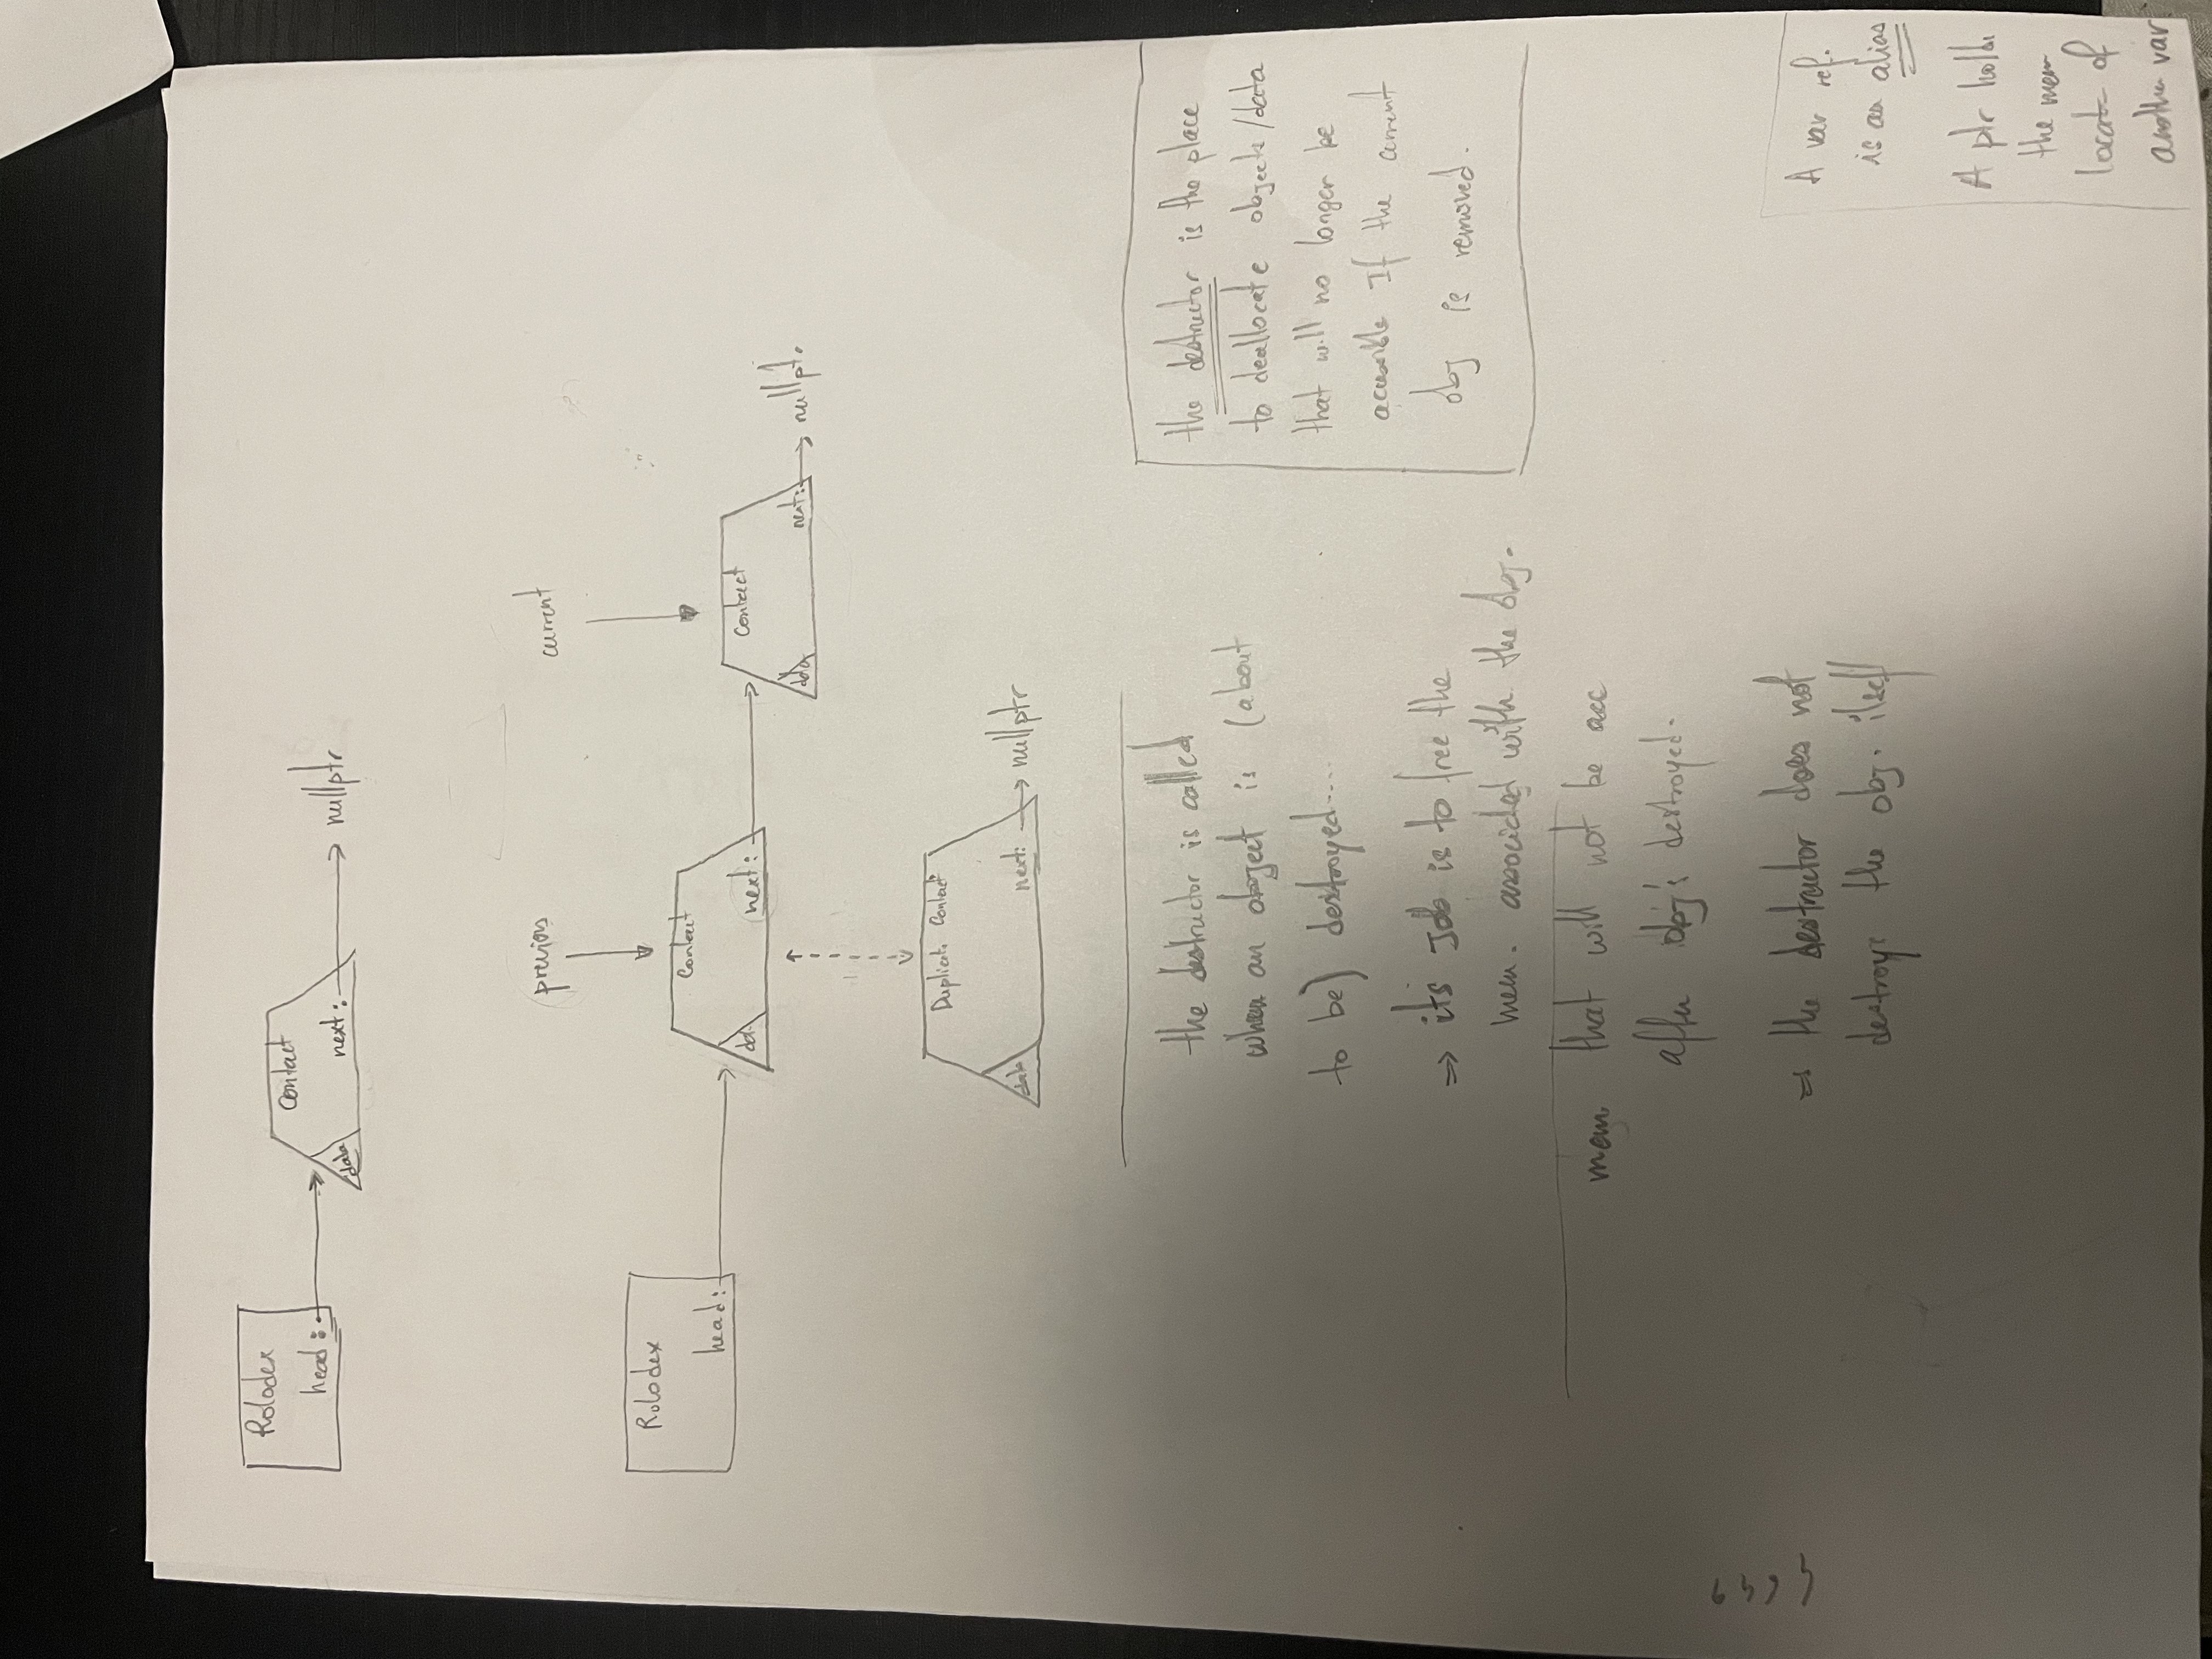 Rolodex
head:
Contact
data
next:
nullptr
previous
current
Rolodex
head:
Contact
next:
Contact
data
next:
nullptr
Duplicate Contact
data
next:
nullptr
the destructor is called
when an object is (about
to be) destroyed....
⇒ its Job is to free the
mem. associated with the obj.
mem that will not be acc
after obj's destroyed.
⇒ the destructor does not
destroys the obj. itself
the destructor is the place
to deallocate objects/data
that will no longer be
accessible If the current
obj is removed.
A var ref.
is an alias
A ptr holds
the mem
locat of
another var